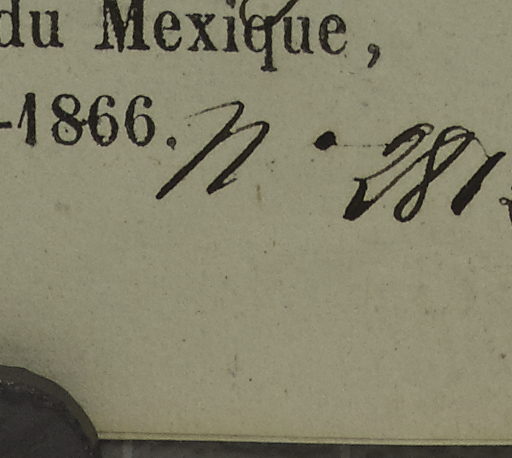 du Mexique,
-1866. N • 281